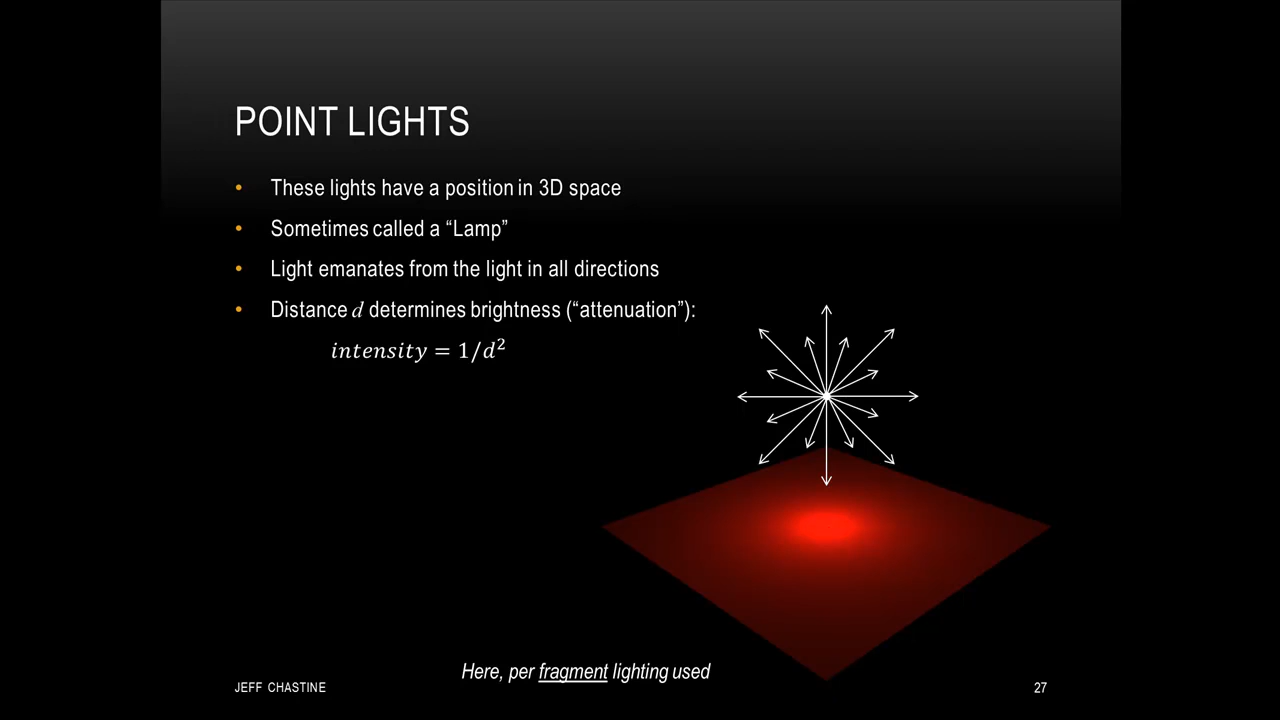 POINT LIGHTS
• These lights have a position in 3D space
• Sometimes called a “Lamp”
• Light emanates from the light in all directions
• Distance d determines brightness (“attenuation”):
intensity = 1/d²
Here, per fragment lighting used
JEFF CHASTINE
27